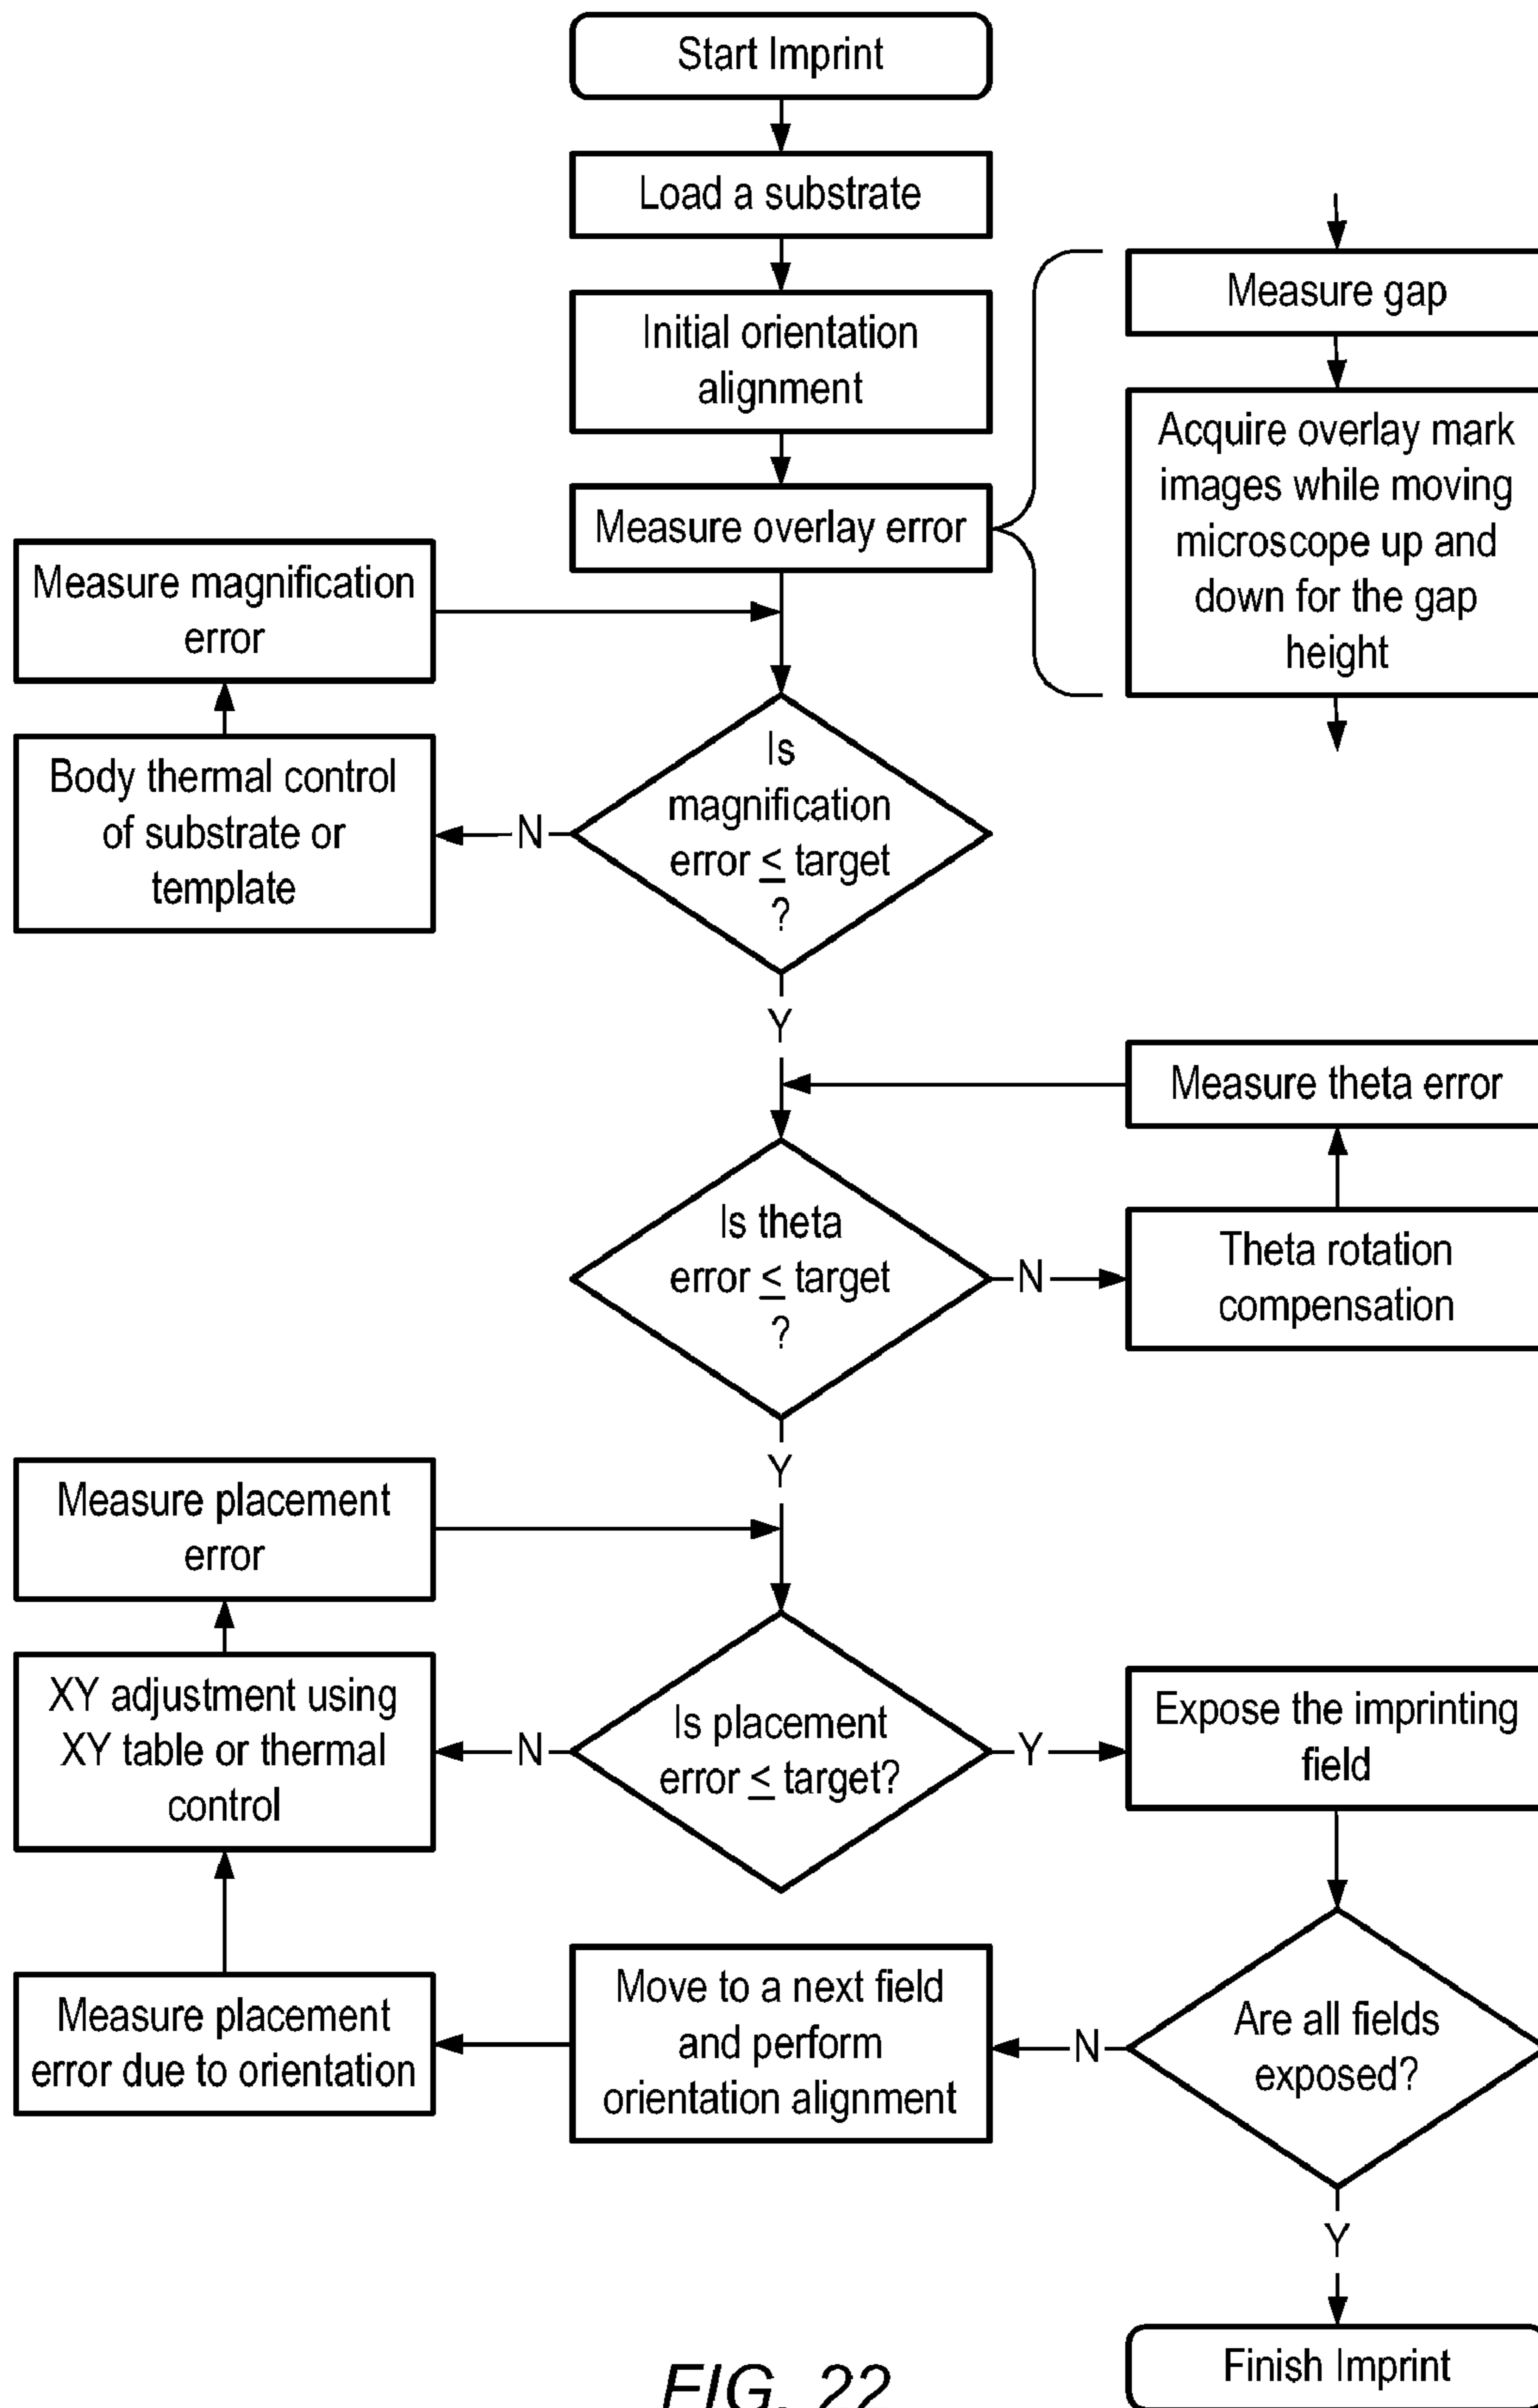 Start Imprint
Load a substrate
Initial orientation
alignment
Measure overlay error
Measure gap
Acquire overlay mark
images while moving
microscope up and
down for the gap
height
Measure magnification
error
Body thermal control
of substrate or
template
N
Is
magnification
error ≤ target
?
Y
Measure theta error
Is theta
error ≤ target
?
N
Theta rotation
compensation
Y
Measure placement
error
XY adjustment using
XY table or thermal
control
N
Is placement
error ≤ target?
Y
Expose the imprinting
field
Measure placement
error due to orientation
Move to a next field
and perform
orientation alignment
N
Are all fields
exposed?
Y
Finish Imprint
FIG. 22